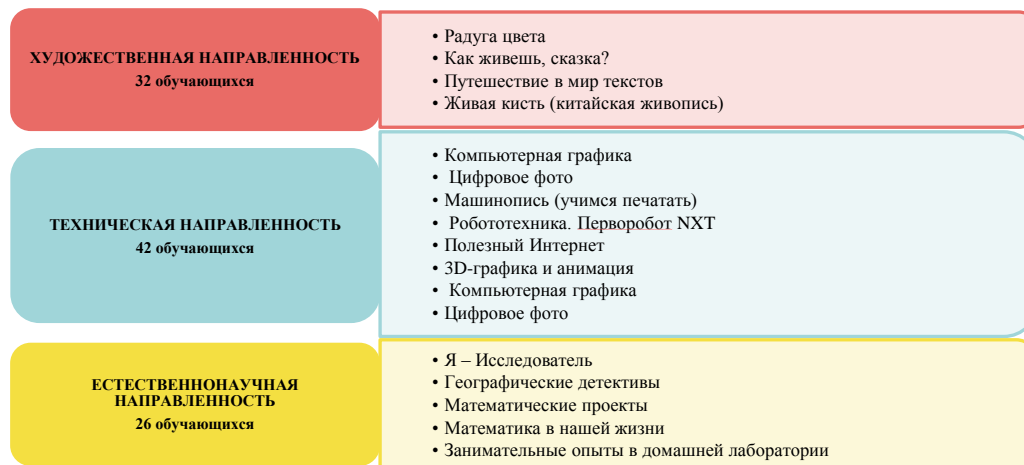 ХУДОЖЕСТВЕННАЯ НАПРАВЛЕННОСТЬ
32 обучающихся
• Радуга цвета
• Как живешь, сказка?
• Путешествие в мир текстов
• Живая кисть (китайская живопись)
ТЕХНИЧЕСКАЯ НАПРАВЛЕННОСТЬ
42 обучающихся
• Компьютерная графика
• Цифровое фото
• Машинопись (учимся печатать)
• Робототехника. Перворобот NXT
• Полезный Интернет
• 3D-графика и анимация
• Компьютерная графика
• Цифровое фото
ЕСТЕСТВЕННОНАУЧНАЯ
НАПРАВЛЕННОСТЬ
26 обучающихся
• Я – Исследователь
• Географические детективы
• Математические проекты
• Математика в нашей жизни
• Занимательные опыты в домашней лаборатории